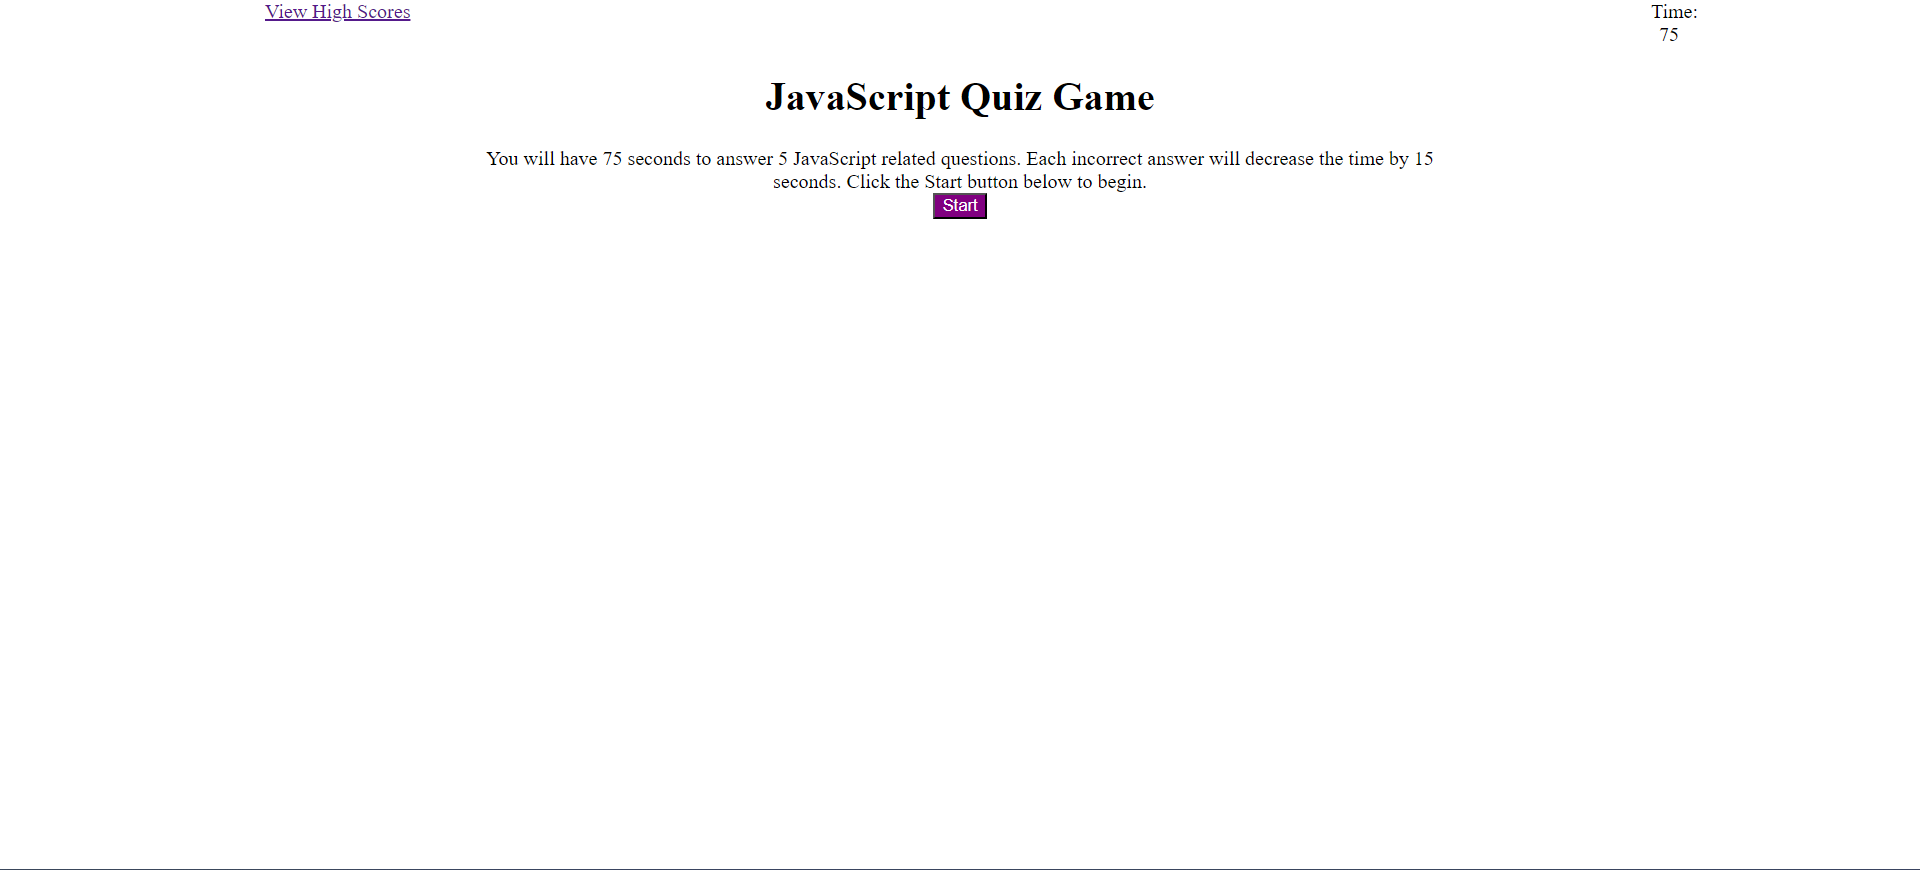 View High Scores
Time:
75
JavaScript Quiz Game
You will have 75 seconds to answer 5 JavaScript related questions. Each incorrect answer will decrease the time by 15
seconds. Click the Start button below to begin.
Start